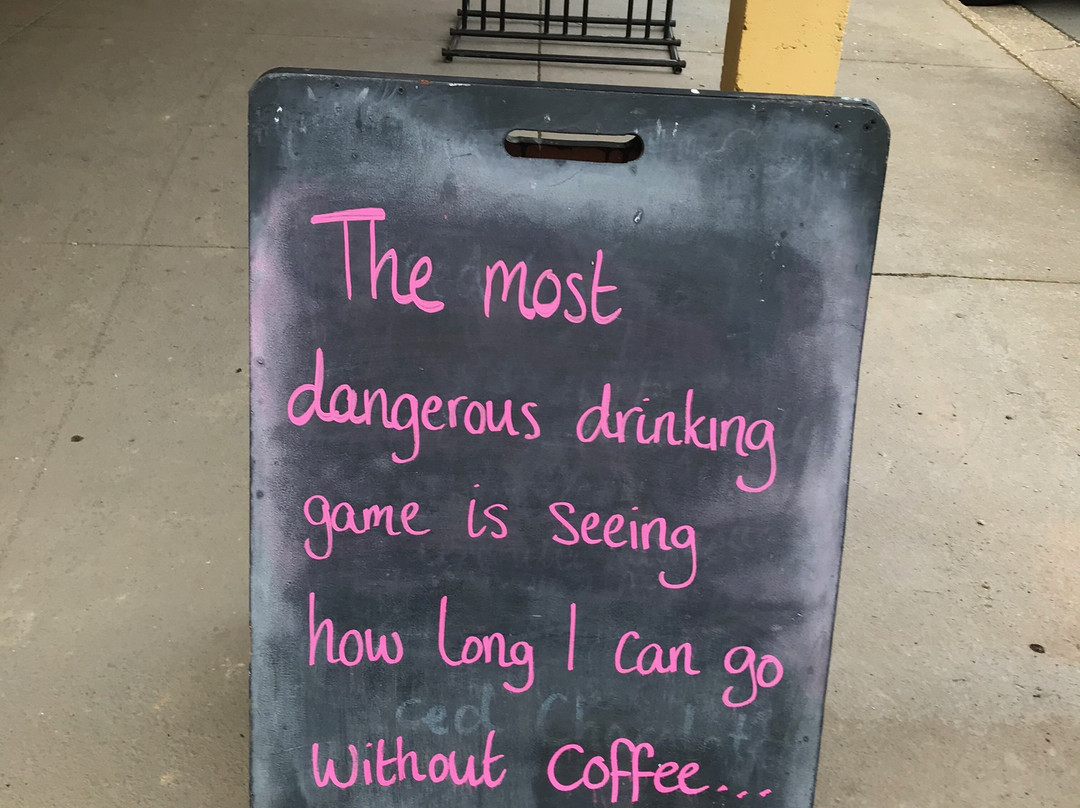 The most
dangerous drinking
game is seeing
how long I can go
without coffee...